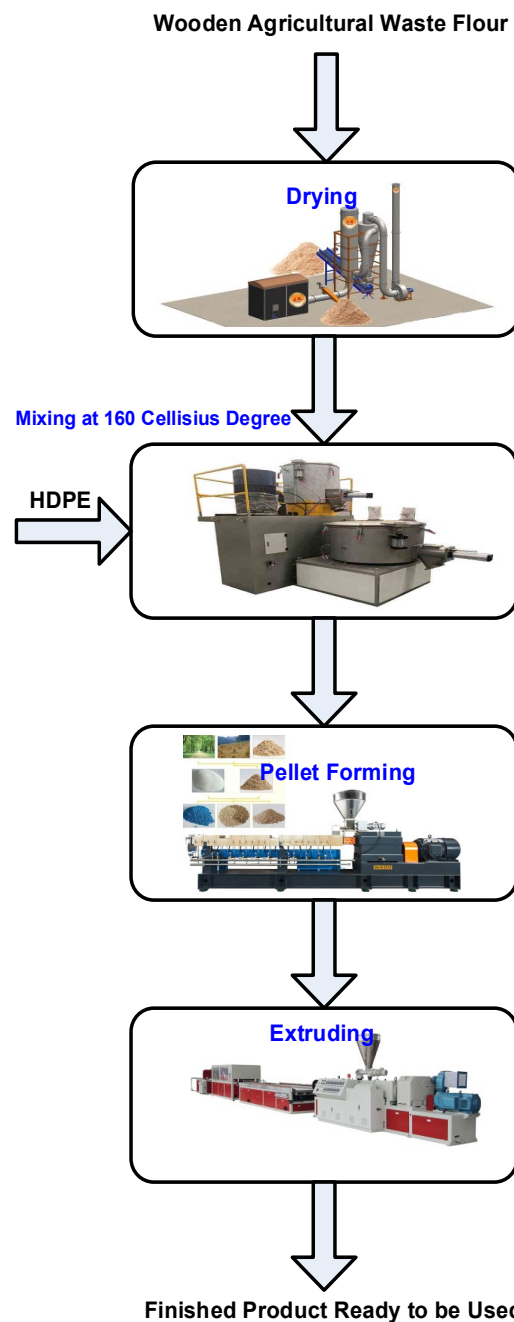 Wooden Agricultural Waste Flour
Drying
Mixing at 160 Cellisius Degree
HDPE
Pellet Forming
Extruding
Finished Product Ready to be Used